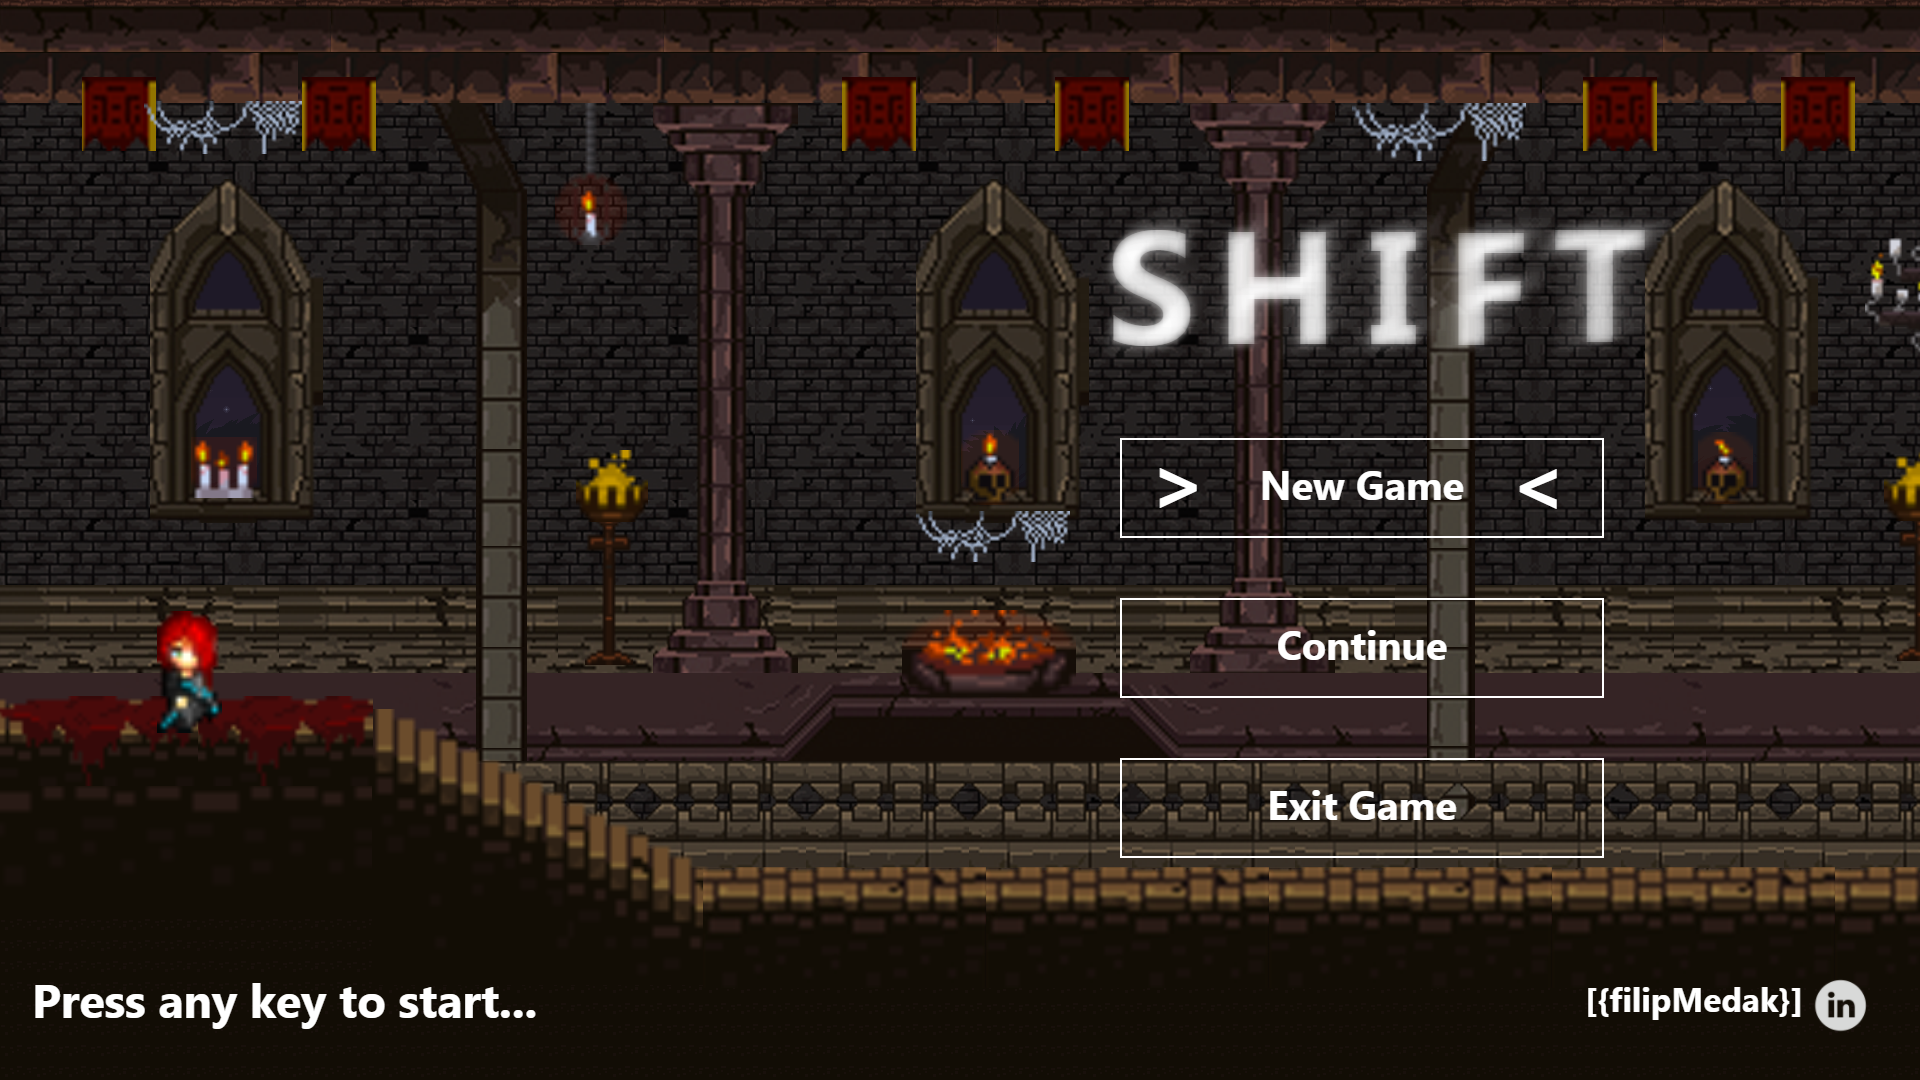 SHIFT
> New Game <
Continue
Exit Game
Press any key to start...
[{filipMedak}] in